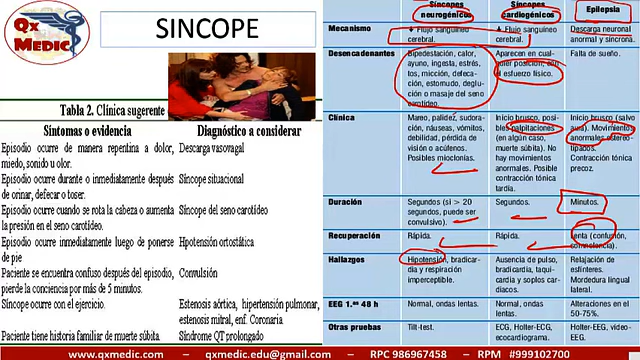 Qx
MEDIC
SINCOPE
Tabla 2. Clínica sugerente
Síntomas o evidencia Diagnóstico a considerar
Episodio ocurre de manera repentina a dolor, Descarga vasovagal
miedo, sonido u olor.
Episodio ocurre durante o inmediatamente después Síncope situacional
de orinar, defecar o toser.
Episodio ocurre cuando se rota la cabeza o aumenta Síncope del seno carotídeo
la presión en el seno carotídeo.
Episodio ocurre inmediatamente luego de ponerse Hipotensión ortostática
de pie
Paciente se encuentra confuso después del episodio, Convulsión
pierde la conciencia por más de 5 minutos.
Síncope ocurre con el ejercicio. Estenosis aórtica, hipertensión pulmonar,
estenosis mitral, enf. Coronaria
Paciente tiene historia familiar de muerte súbita. Síndrome QT prolongado
Síncopes neurogénicos Síncopes cardiogénicos Epilepsia
Mecanismo
Flujo sanguíneo cerebral.
Flujo sanguíneo cerebral.
Descarga neuronal
anormal y síncrona.
Desencadenantes
Bipedestación, calor,
ayuno, ingesta, estrés,
tos, micción, defecación,
estornudo, deglución
o masaje del seno
carotídeo.
Aparecen en cualquier
posición, con
el esfuerzo físico.
Falta de sueño.
Clínica
Mareo, palidez, sudoración,
náuseas, vómitos,
debilidad, pérdida de
visión o acúfenos.
Posibles mioclonías.
Inicio brusco, posibles
palpitaciones
(en algún caso,
muerte súbita). No
hay movimientos
anormales. Posible
contracción tónica
tardía.
Inicio brusco (salvo
aura). Movimientos
anormales estereotipados.
Contracción tónica
precoz.
Duración
Segundos (si > 20
segundos, puede ser
convulsivo).
Segundos.
Minutos.
Recuperación
Rápida.
Rápida.
Lenta (confusión,
somnolencia).
Hallazgos
Hipotensión, bradicardia
y respiración
imperceptible.
Ausencia de pulso,
bradicardia, taquicardia
y soplos cardíacos.
Relajación de
esfínteres.
Mordedura lingual
lateral.
EEG 1.as 48 h
Normal, ondas lentas.
Normal, ondas
lentas.
Alteraciones en el
50-75%.
Otras pruebas
Tilt-test.
ECG, Holter-ECG,
ecocardiograma.
EEG, Holter-EEG, vídeo-
EEG.
www.qxmedic.com – qxmedic.edu@gmail.com – RPC 986967458 – RPM #999102700